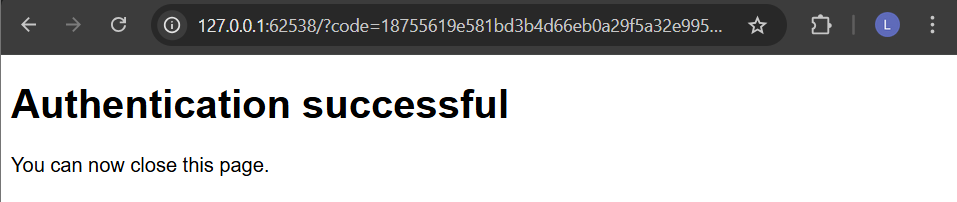 127.0.0.1:62538/?code=18755619e581bd3b4d66eb0a29f5a32e995...
L
Authentication successful
You can now close this page.